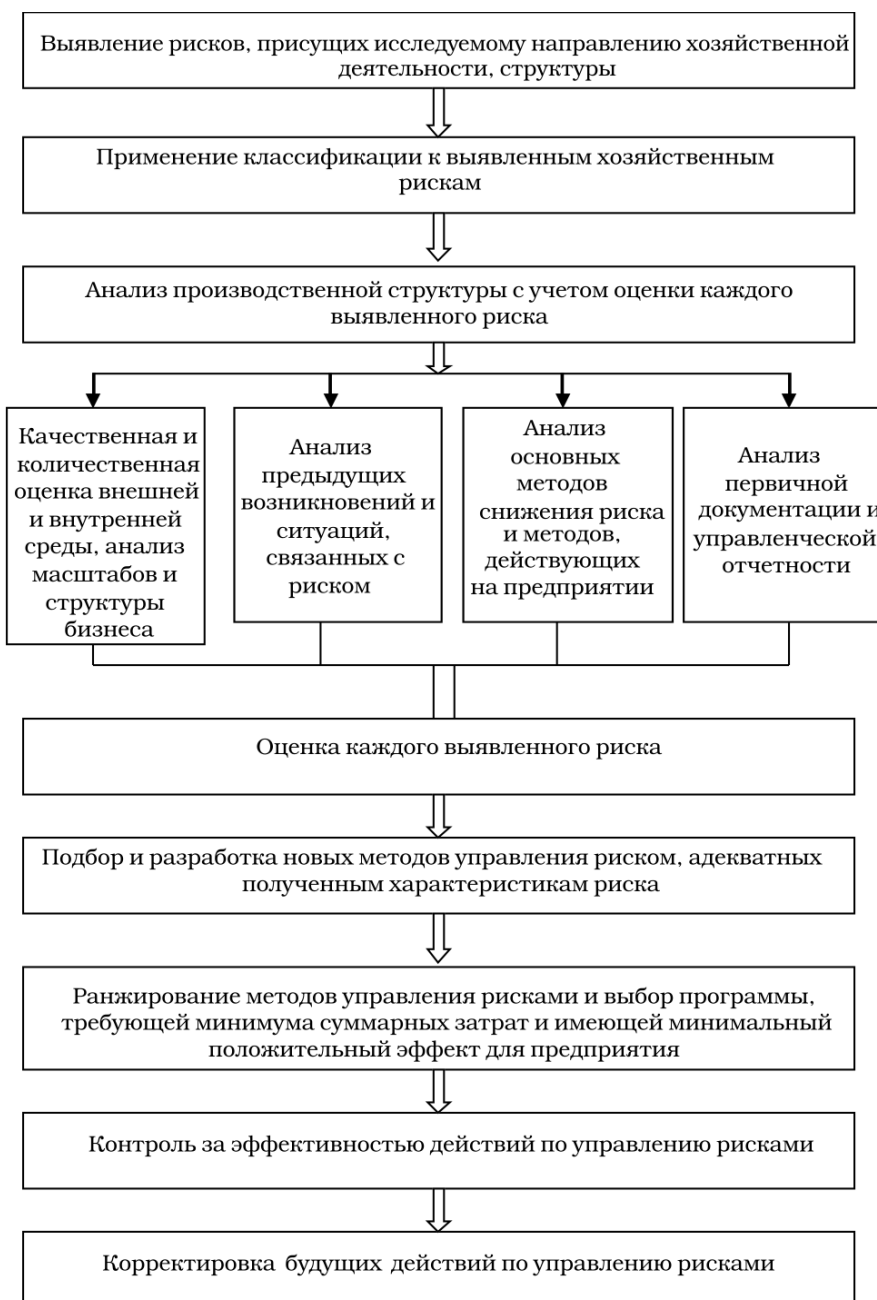 Выявление рисков, присущих исследуемому направлению хозяйственной
деятельности, структуры
Применение классификации к выявленным хозяйственным
рискам
Анализ производственной структуры с учетом оценки каждого
выявленного риска
Качественная и
количественная
оценка внешней
и внутренней
среды, анализ
масштабов и
структуры
бизнеса
Анализ
предыдущих
возникновений и
ситуаций,
связанных с
риском
Анализ
основных
методов
снижения риска
и методов,
действующих
на предприятии
Анализ
первичной
документации и
управленческой
отчетности
Оценка каждого выявленного риска
Подбор и разработка новых методов управления риском, адекватных
полученным характеристикам риска
Ранжирование методов управления рисками и выбор программы,
требующей минимума суммарных затрат и имеющей минимальный
положительный эффект для предприятия
Контроль за эффективностью действий по управлению рисками
Корректировка будущих действий по управлению рисками